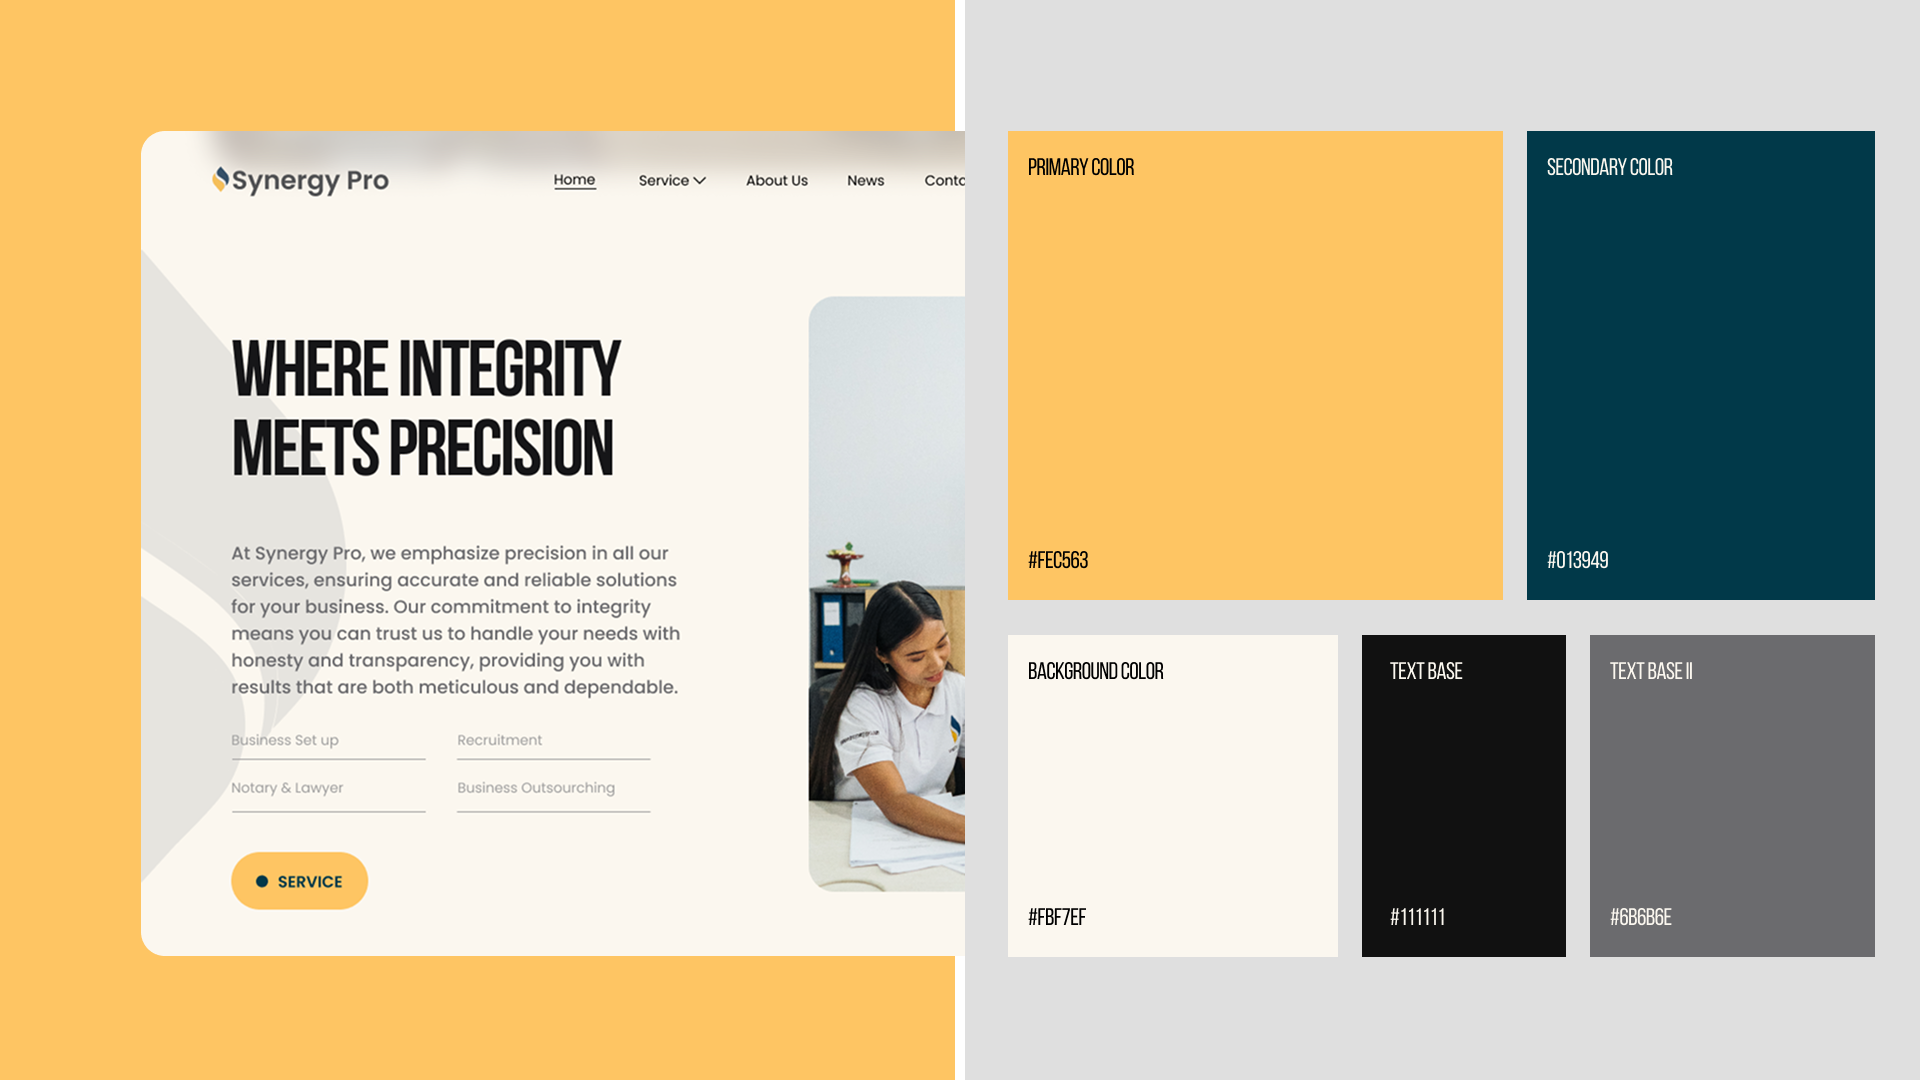 Synergy Pro
Home
Service
About Us
News
WHERE INTEGRITY
MEETS PRECISION
At Synergy Pro, we emphasize precision in all our
services, ensuring accurate and reliable solutions
for your business. Our commitment to integrity
means you can trust us to handle your needs with
honesty and transparency, providing you with
results that are both meticulous and dependable.
Business Set up
Recruitment
Notary & Lawyer
Business Outsourching
SERVICE
PRIMARY COLOR
#FEC563
SECONDARY COLOR
#013949
BACKGROUND COLOR
#FBF7EF
TEXT BASE
#111111
TEXT BASE II
#6B6B6E